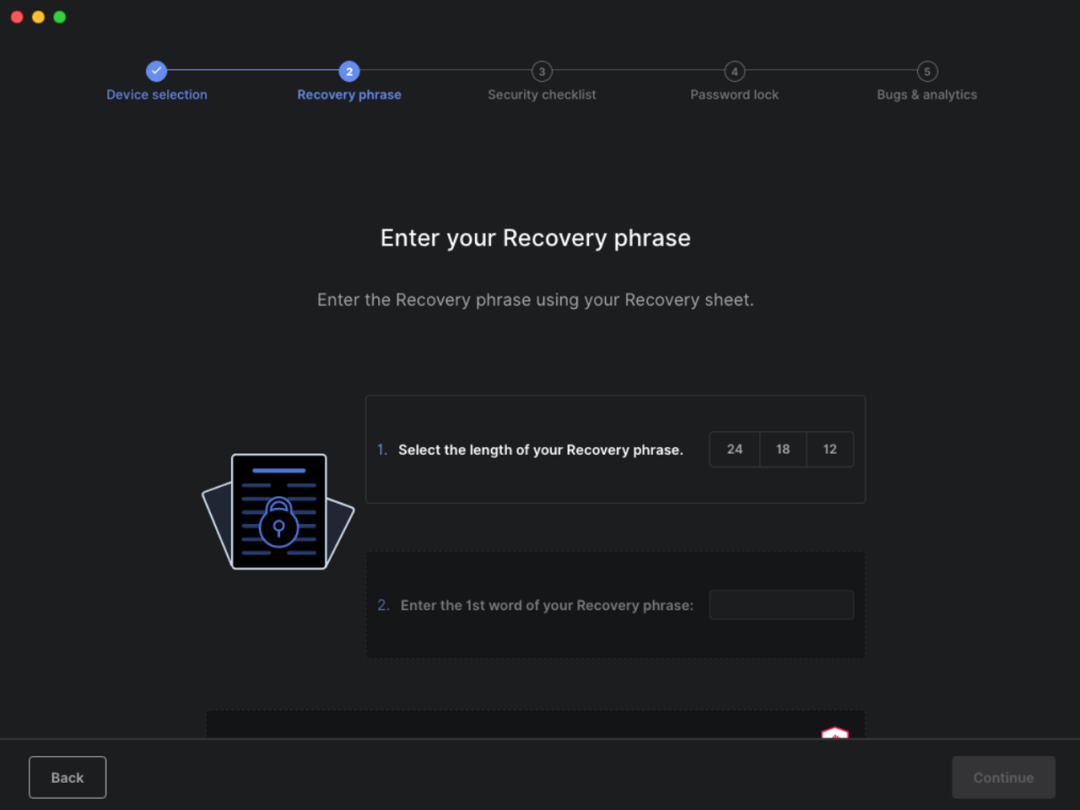 2 3 4 5
Device selection Recovery phrase Security checklist Password lock Bugs & analytics
Enter your Recovery phrase
Enter the Recovery phrase using your Recovery sheet.
1. Select the length of your Recovery phrase. 24 18 12
2. Enter the 1st word of your Recovery phrase:
Back Continue